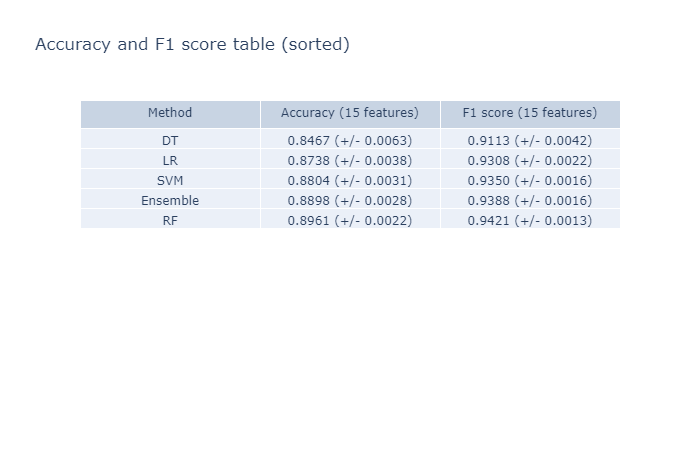 Accuracy and F1 score table (sorted)
Method Accuracy (15 features) F1 score (15 features)
DT 0.8467 (+/- 0.0063) 0.9113 (+/- 0.0042)
LR 0.8738 (+/- 0.0038) 0.9308 (+/- 0.0022)
SVM 0.8804 (+/- 0.0031) 0.9350 (+/- 0.0016)
Ensemble 0.8898 (+/- 0.0028) 0.9388 (+/- 0.0016)
RF 0.8961 (+/- 0.0022) 0.9421 (+/- 0.0013)